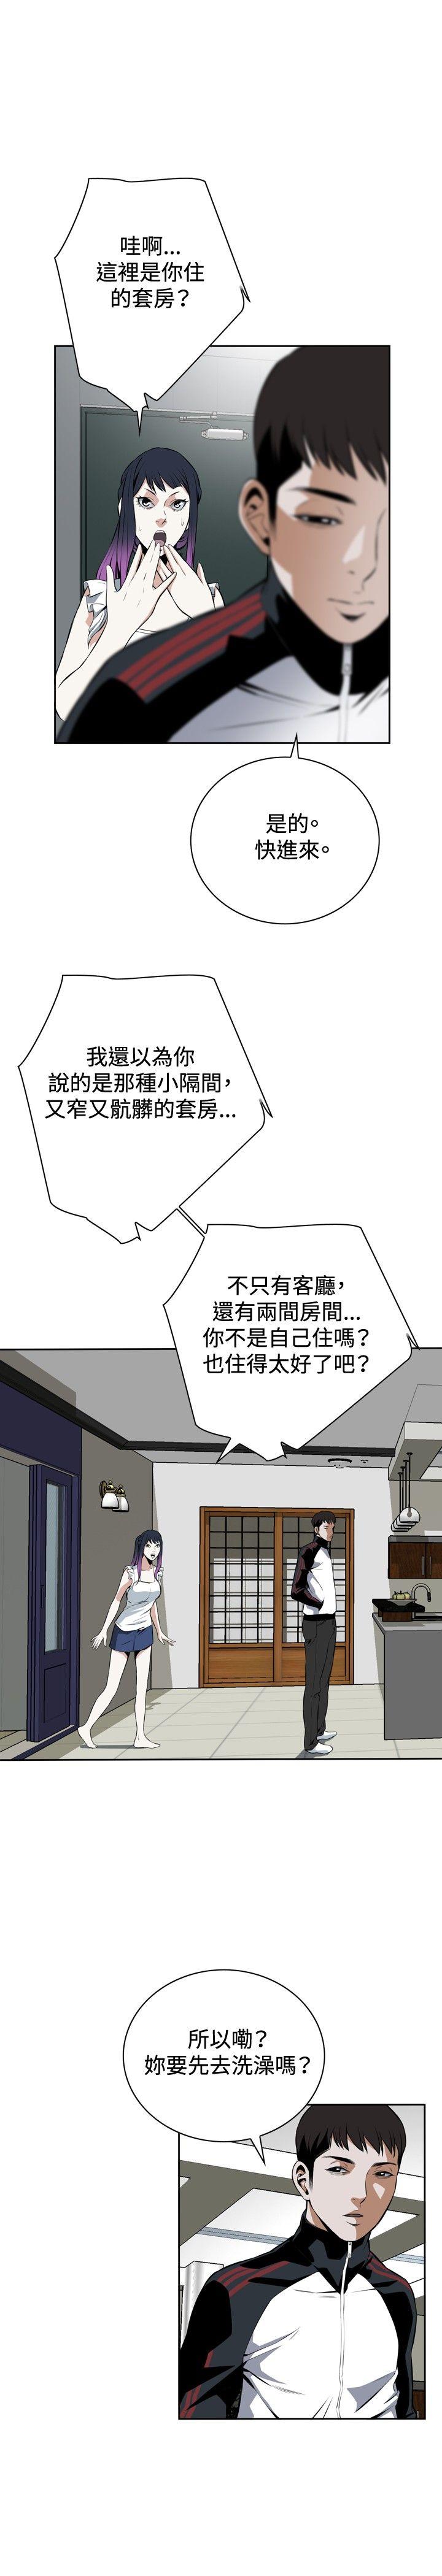 哇啊...
這裡是你住
的套房？
是的。
快進來。
我還以為你
說的是那種小隔間，
又窄又骯髒的套房...
不只有客廳，
還有兩間房間...
你不是自己住嗎？
也住得太好了吧？
所以嘞？
妳要先去洗澡嗎？